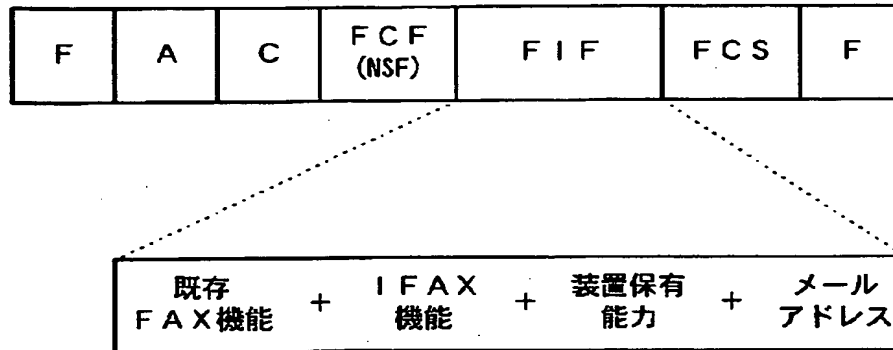 F A C FCF FIF FCS F
(NSF)
既存 + IFAX + 装置保有 + メール
FAX機能 機能 能力 アドレス